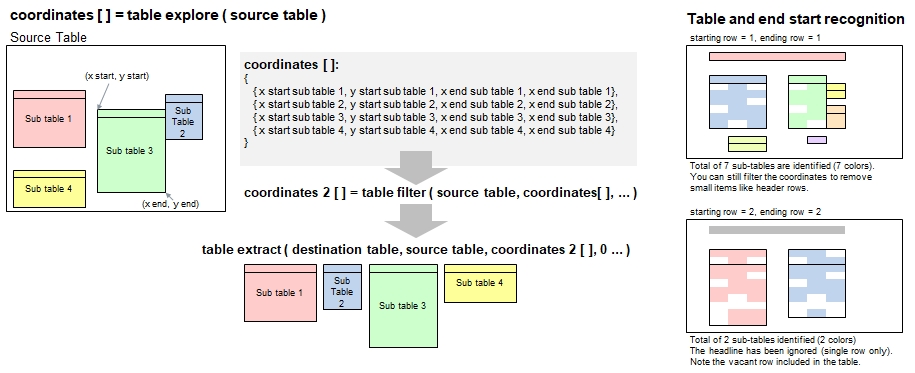 coordinates [ ] = table explore ( source table )
Source Table
(x start, y start)
Sub table 1
Sub
Table
2
Sub table 3
Sub table 4
(x end, y end)
coordinates [ ]:
{
{ x start sub table 1, y start sub table 1, x end sub table 1, x end sub table 1},
{ x start sub table 2, y start sub table 2, x end sub table 2, x end sub table 2},
{ x start sub table 3, y start sub table 3, x end sub table 3, x end sub table 3},
{ x start sub table 4, y start sub table 4, x end sub table 4, x end sub table 4}
}
coordinates 2 [ ] = table filter ( source table, coordinates[ ], ... )
table extract ( destination table, source table, coordinates 2 [ ], 0 ... )
Sub table 1
Sub
Table
2
Sub table 3
Sub table 4
Table and end start recognition
starting row = 1, ending row = 1
Total of 7 sub-tables are identified (7 colors).
You can still filter the coordinates to remove
small items like header rows.
starting row = 2, ending row = 2
Total of 2 sub-tables identified (2 colors)
The headline has been ignored (single row only).
Note the vacant row included in the table.